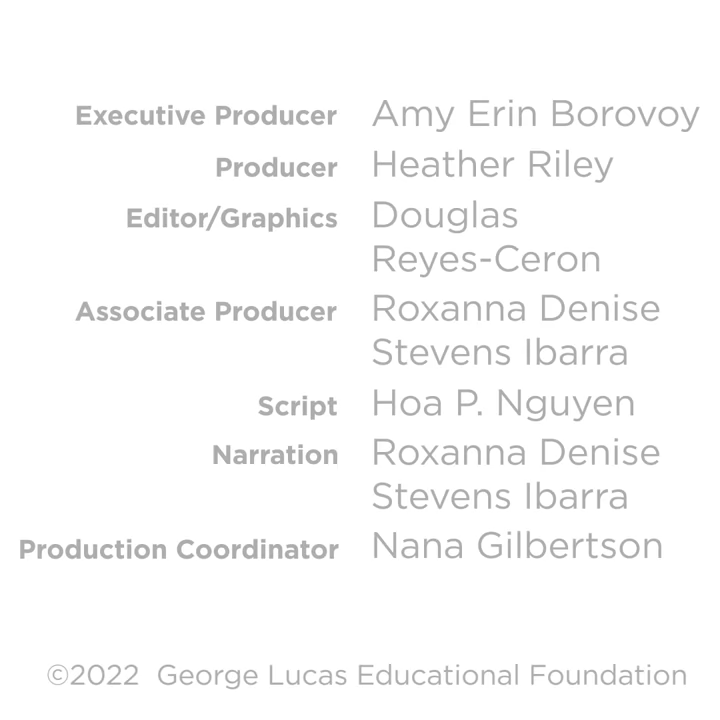 Executive Producer Amy Erin Borovoy
Producer Heather Riley
Editor/Graphics Douglas
Reyes-Ceron
Associate Producer Roxanna Denise
Stevens Ibarra
Script Hoa P. Nguyen
Narration Roxanna Denise
Stevens Ibarra
Production Coordinator Nana Gilbertson
©2022 George Lucas Educational Foundation